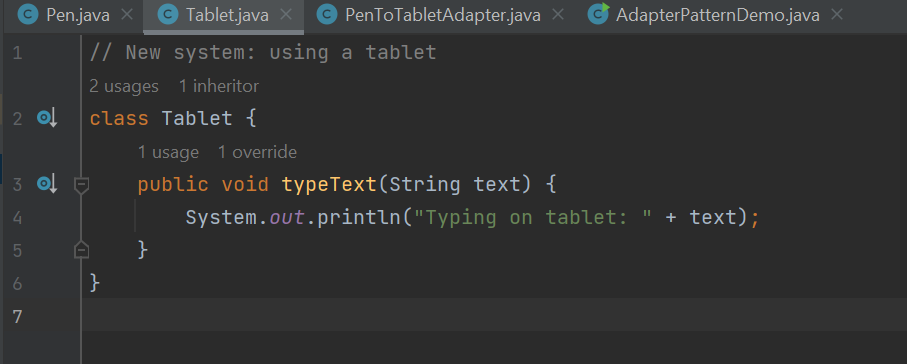 Pen.java Tablet.java PenToTabletAdapter.java AdapterPatternDemo.java
1 // New system: using a tablet
2 usages 1 inheritor
2 class Tablet {
1 usage 1 override
3 public void typeText(String text) {
4 System.out.println("Typing on tablet: " + text);
5 }
6 }
7